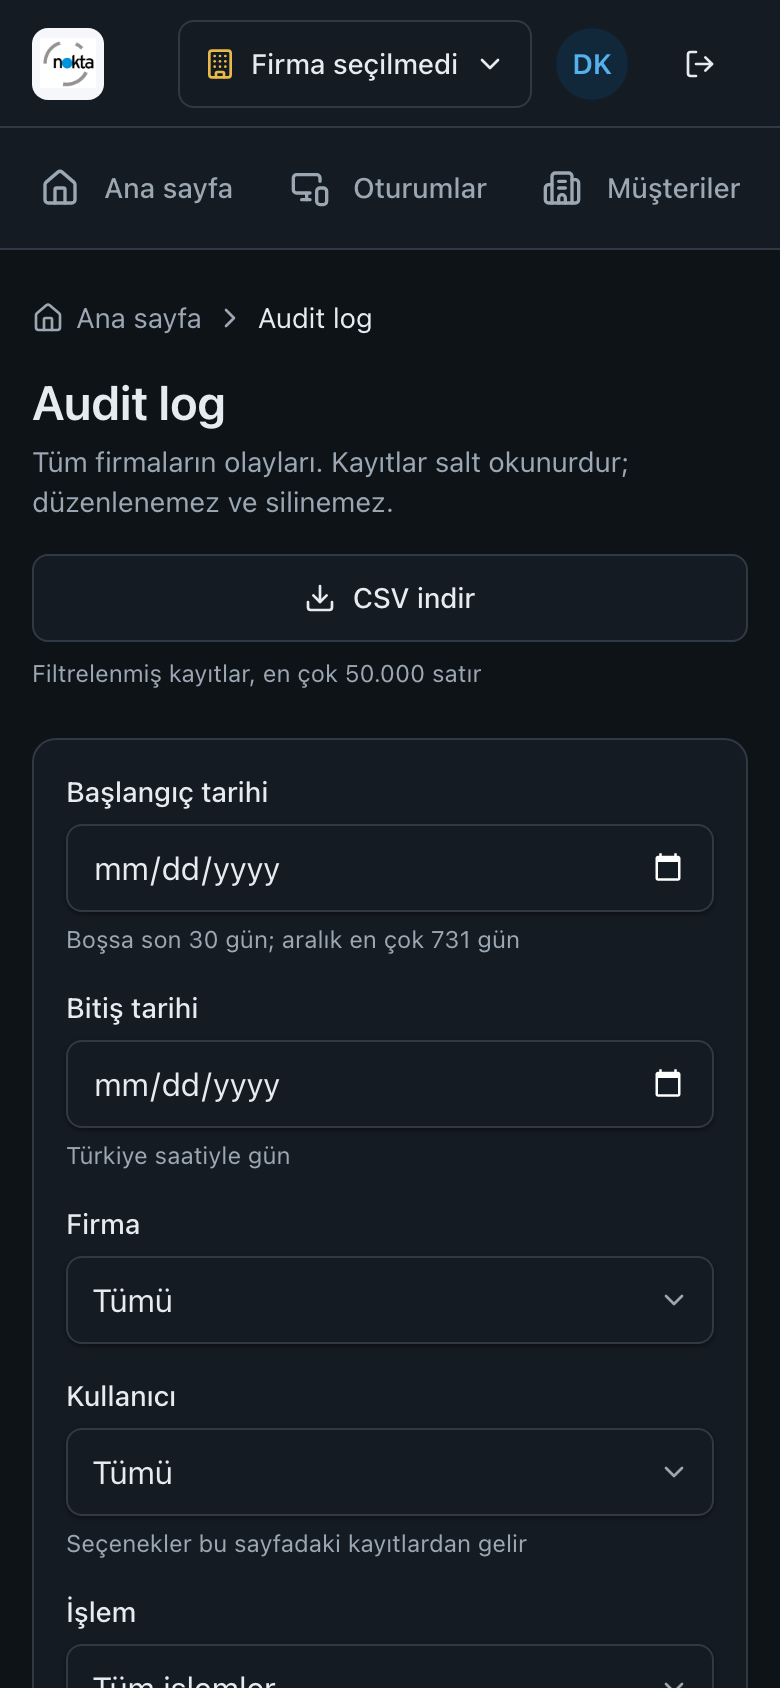 nokta
Firma seçilmedi
DK
Ana sayfa
Oturumlar
Müşteriler
Ana sayfa
Audit log
Audit log
Tüm firmaların olayları. Kayıtlar salt okunurdur;
düzenlenemez ve silinemez.
CSV indir
Filtrelenmiş kayıtlar, en çok 50.000 satır
Başlangıç tarihi
mm/dd/yyyy
Boşsa son 30 gün; aralık en çok 731 gün
Bitiş tarihi
mm/dd/yyyy
Türkiye saatiyle gün
Firma
Tümü
Kullanıcı
Tümü
Seçenekler bu sayfadaki kayıtlardan gelir
İşlem
Tüm işlemler